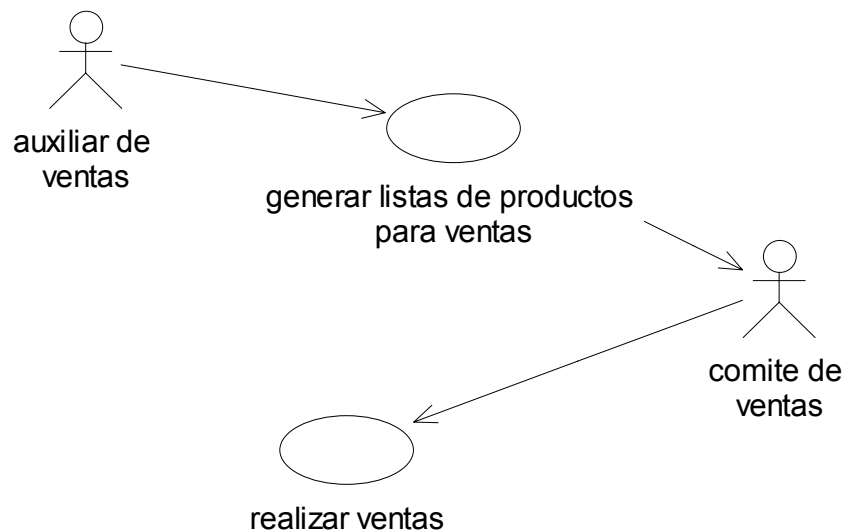 auxiliar de
ventas
generar listas de productos
para ventas
comite de
ventas
realizar ventas